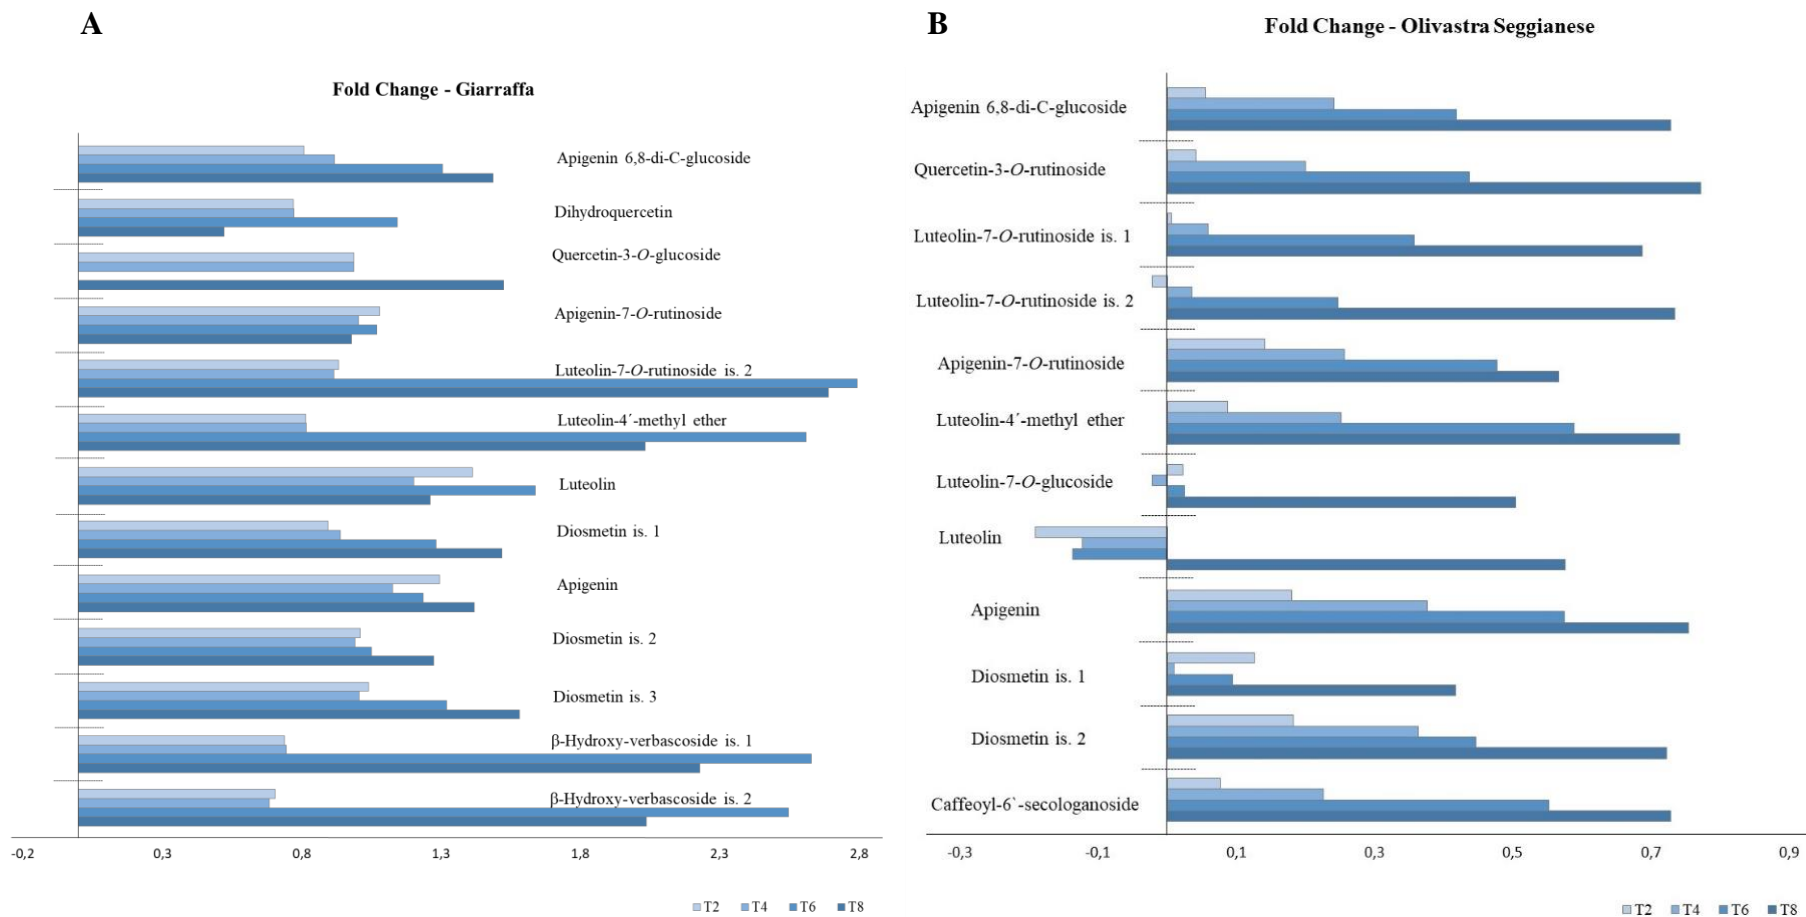 A
Fold Change - Giarraffa
Apigenin 6,8-di-C-glucoside
Dihydroquercetin
Quercetin-3-O-glucoside
Apigenin-7-O-rutinoside
Luteolin-7-O-rutinoside is. 2
Luteolin-4´-methyl ether
Luteolin
Diosmetin is. 1
Apigenin
Diosmetin is. 2
Diosmetin is. 3
β-Hydroxy-verbascoside is. 1
β-Hydroxy-verbascoside is. 2
-0,2 0,3 0,8 1,3 1,8 2,3 2,8
T2 T4 T6 T8
B
Fold Change - Olivastra Seggianese
Apigenin 6,8-di-C-glucoside
Quercetin-3-O-rutinoside
Luteolin-7-O-rutinoside is. 1
Luteolin-7-O-rutinoside is. 2
Apigenin-7-O-rutinoside
Luteolin-4´-methyl ether
Luteolin-7-O-glucoside
Luteolin
Apigenin
Diosmetin is. 1
Diosmetin is. 2
Caffeoyl-6`-secologanoside
-0,3 -0,1 0,1 0,3 0,5 0,7 0,9
T2 T4 T6 T8